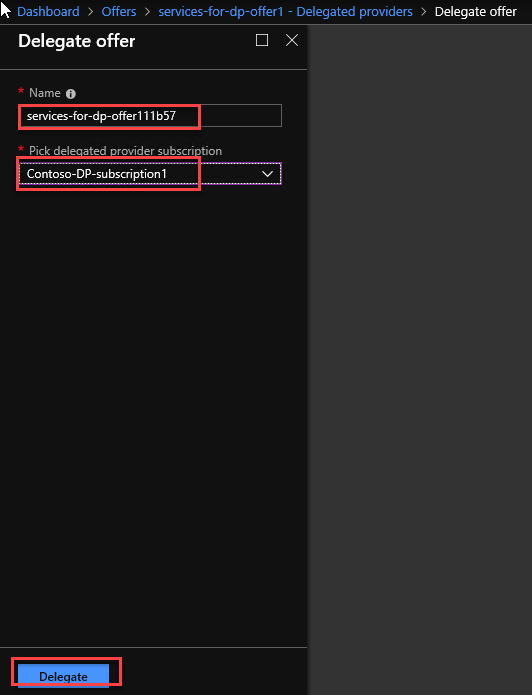 Dashboard > Offers > services-for-dp-offer1 - Delegated providers > Delegate offer
Delegate offer
* Name
services-for-dp-offer111b57
* Pick delegated provider subscription
Contoso-DP-subscription1
Delegate